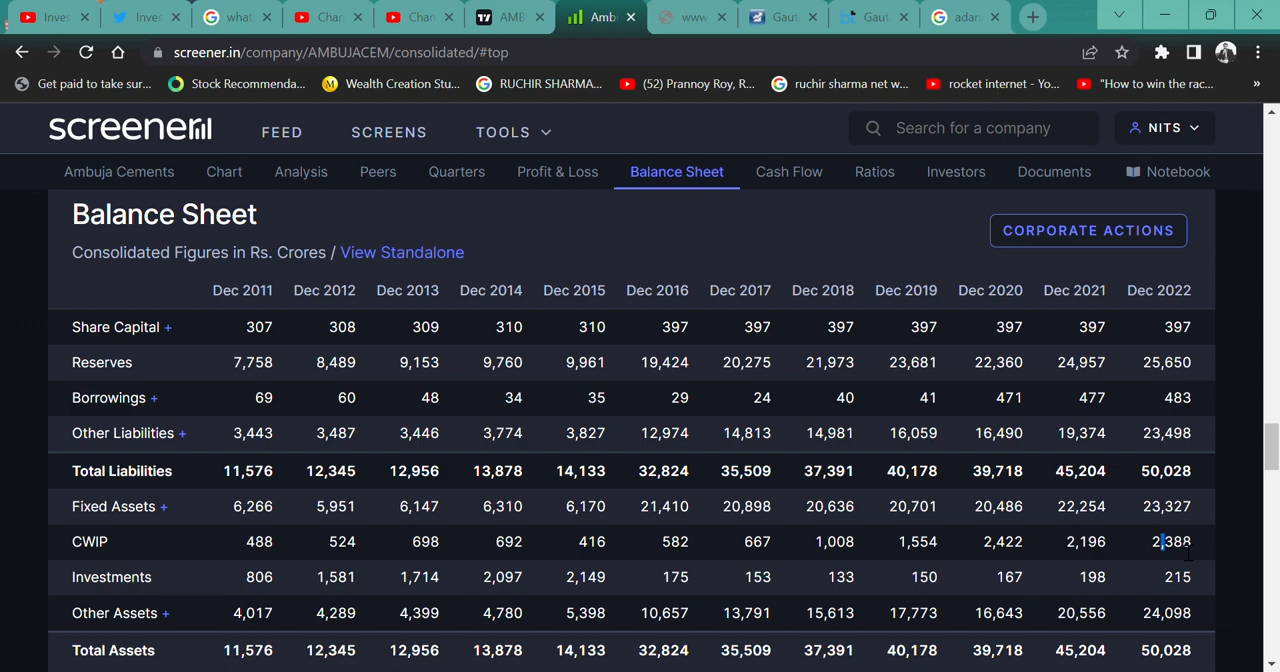 Inves
Inves
what
Chan
Chan
AMB
Amb
www
Gaut
Gaut
adan
screener.in/company/AMBUJACEM/consolidated/#top
Get paid to take sur... Stock Recommenda... Wealth Creation Stu... RUCHIR SHARMA... (52) Prannoy Roy, R... ruchir sharma net w... rocket internet - Yo... "How to win the rac... »
screener FEED SCREENS TOOLS Search for a company NITS
Ambuja Cements Chart Analysis Peers Quarters Profit & Loss Balance Sheet Cash Flow Ratios Investors Documents Notebook
Balance Sheet
CORPORATE ACTIONS
Consolidated Figures in Rs. Crores / View Standalone
Dec 2011 Dec 2012 Dec 2013 Dec 2014 Dec 2015 Dec 2016 Dec 2017 Dec 2018 Dec 2019 Dec 2020 Dec 2021 Dec 2022
Share Capital + 307 308 309 310 310 397 397 397 397 397 397 397
Reserves 7,758 8,489 9,153 9,760 9,961 19,424 20,275 21,973 23,681 22,360 24,957 25,650
Borrowings + 69 60 48 34 35 29 24 40 41 471 477 483
Other Liabilities + 3,443 3,487 3,446 3,774 3,827 12,974 14,813 14,981 16,059 16,490 19,374 23,498
Total Liabilities 11,576 12,345 12,956 13,878 14,133 32,824 35,509 37,391 40,178 39,718 45,204 50,028
Fixed Assets + 6,266 5,951 6,147 6,310 6,170 21,410 20,898 20,636 20,701 20,486 22,254 23,327
CWIP 488 524 698 692 416 582 667 1,008 1,554 2,422 2,196 2,388
Investments 806 1,581 1,714 2,097 2,149 175 153 133 150 167 198 215
Other Assets + 4,017 4,289 4,399 4,780 5,398 10,657 13,791 15,613 17,773 16,643 20,556 24,098
Total Assets 11,576 12,345 12,956 13,878 14,133 32,824 35,509 37,391 40,178 39,718 45,204 50,028